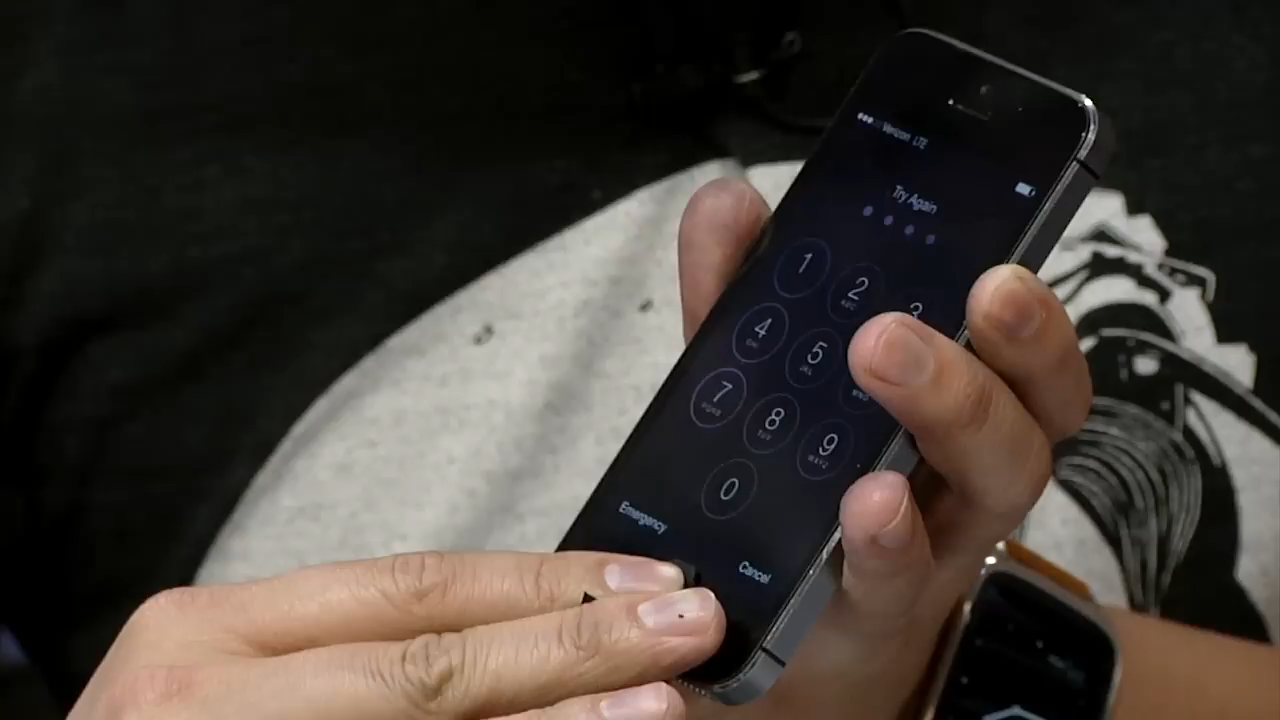 Verizon LTE
Try Again
1
2
ABC
3
4
GHI
5
JKL
MNO
7
PQRS
8
TUV
9
WXYZ
0
Emergency
Cancel